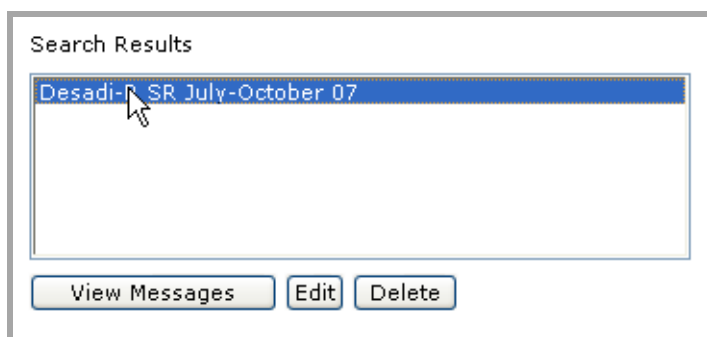 Search Results
Desadi-R SR July-October 07
View Messages
Edit
Delete